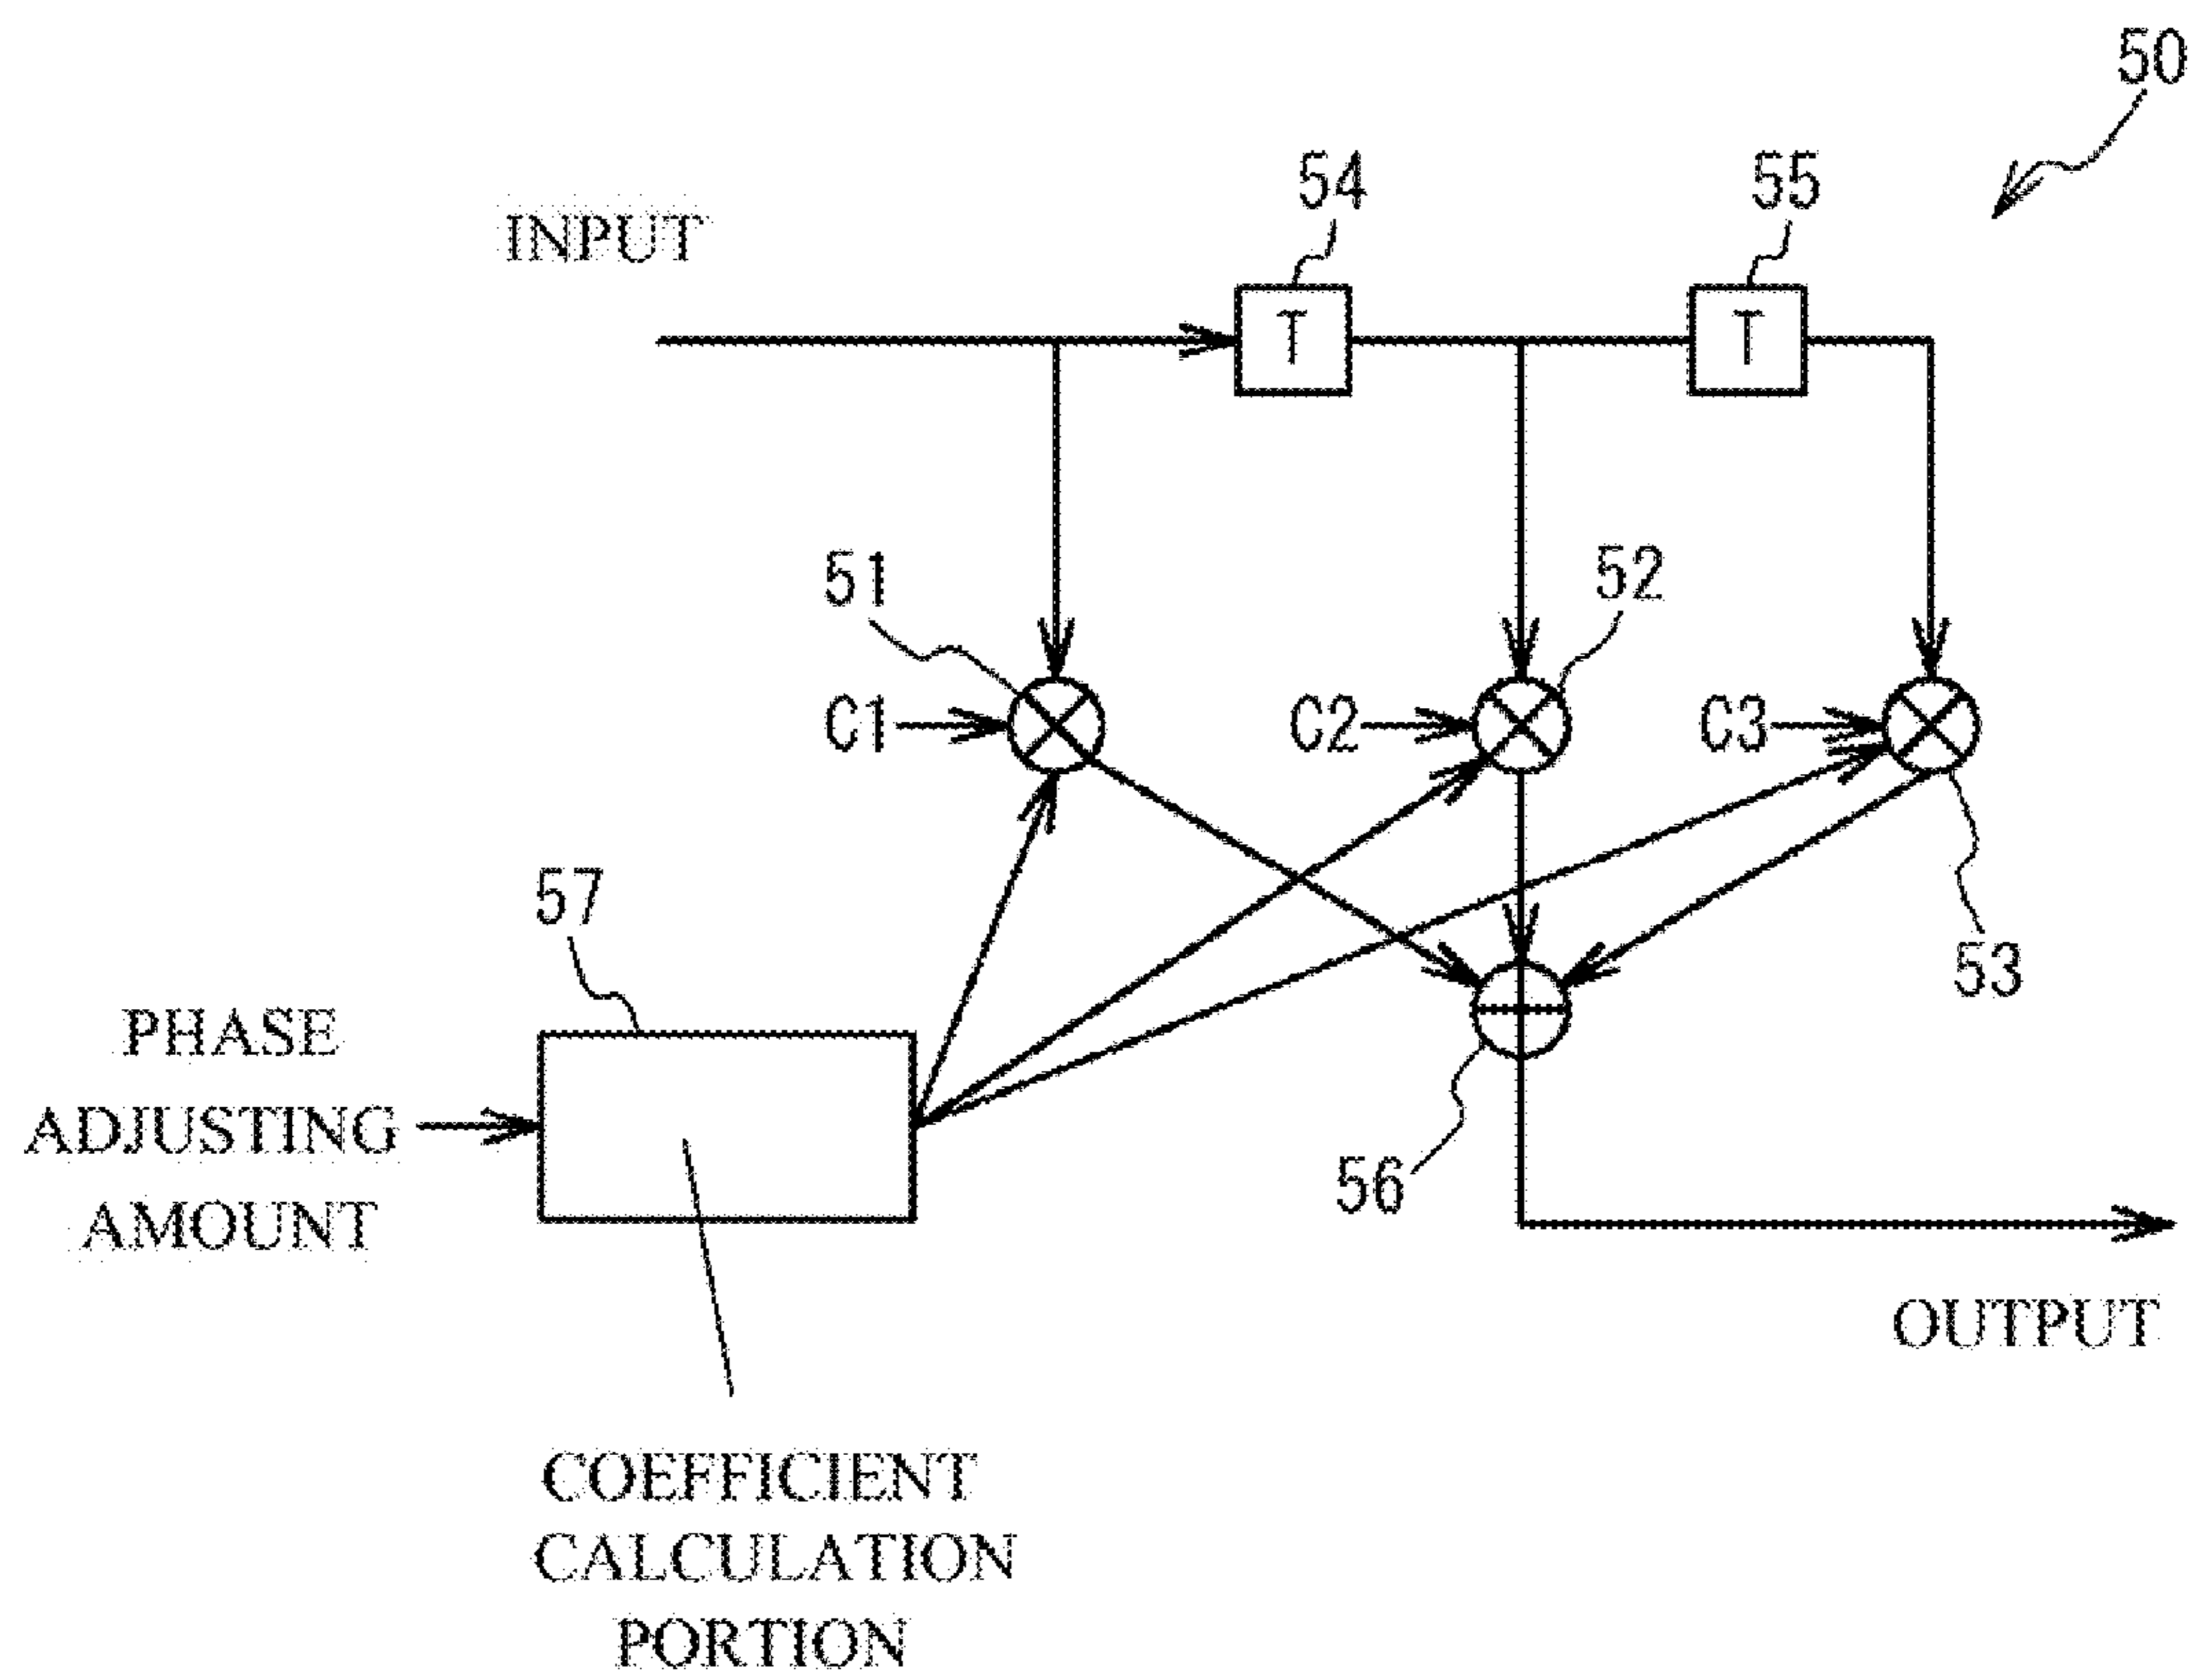 50
54
55
INPUT
T
T
51
52
C1
C2
C3
57
53
PHASE
ADJUSTING
AMOUNT
56
OUTPUT
COEFFICIENT
CALCULATION
PORTION